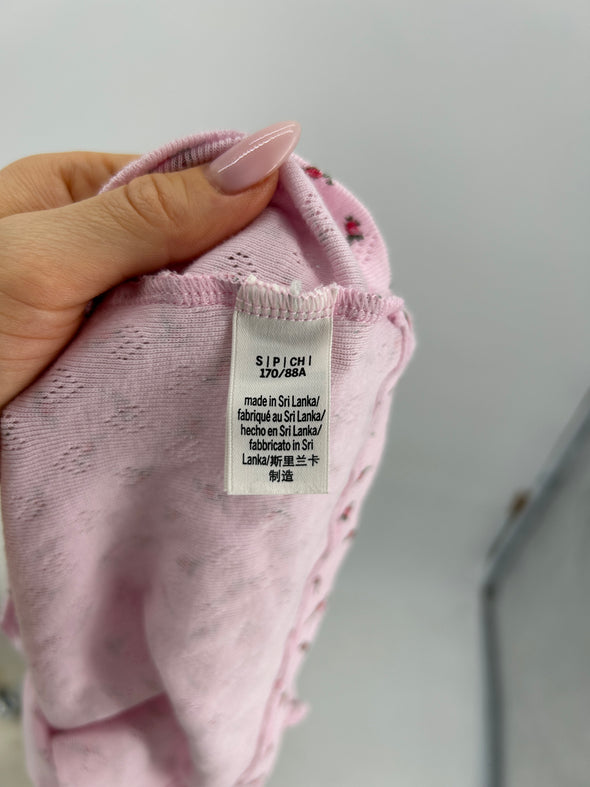 S|P|CH|
170/88A
made in Sri Lanka/
fabriqué au Sri Lanka/
hecho en Sri Lanka/
fabbricato in Sri
Lanka/斯里兰卡
制造